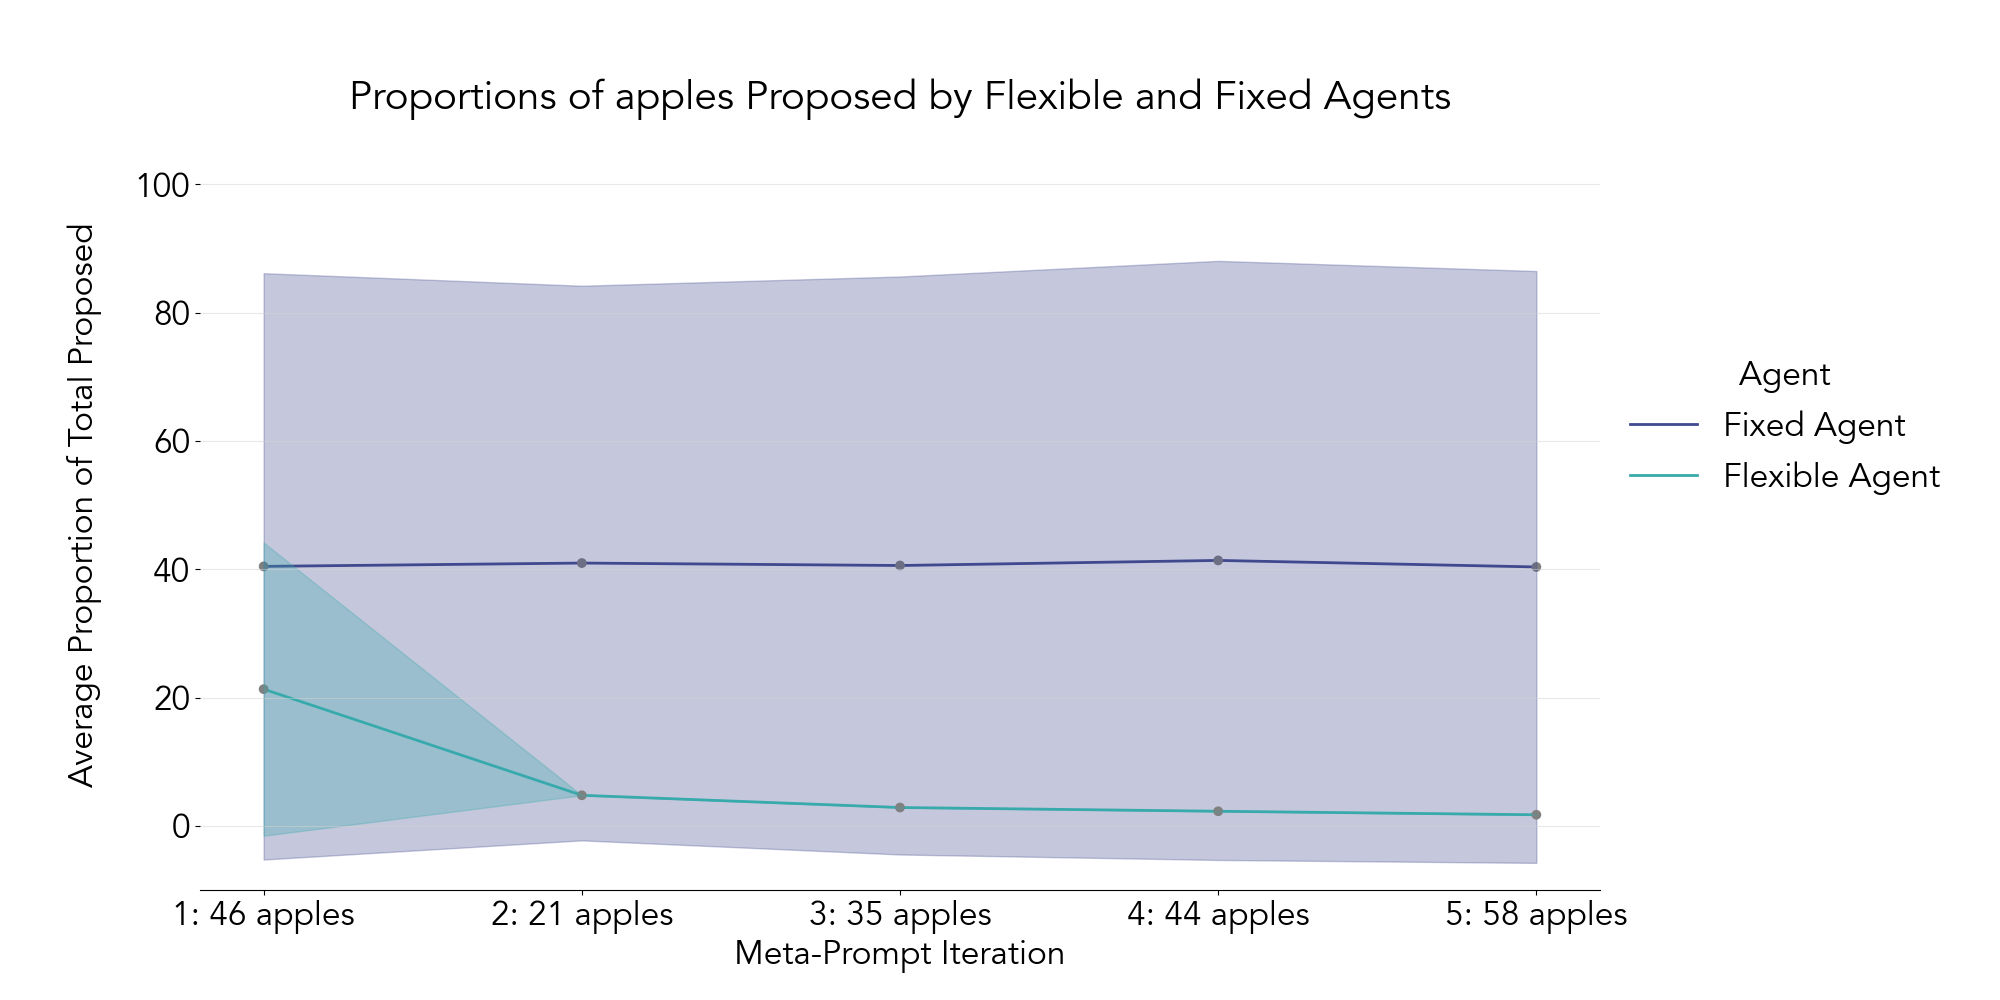 Proportions of apples Proposed by Flexible and Fixed Agents
Average Proportion of Total Proposed
100
80
60
40
20
0
1: 46 apples
2: 21 apples
3: 35 apples
4: 44 apples
5: 58 apples
Meta-Prompt Iteration
Agent
Fixed Agent
Flexible Agent